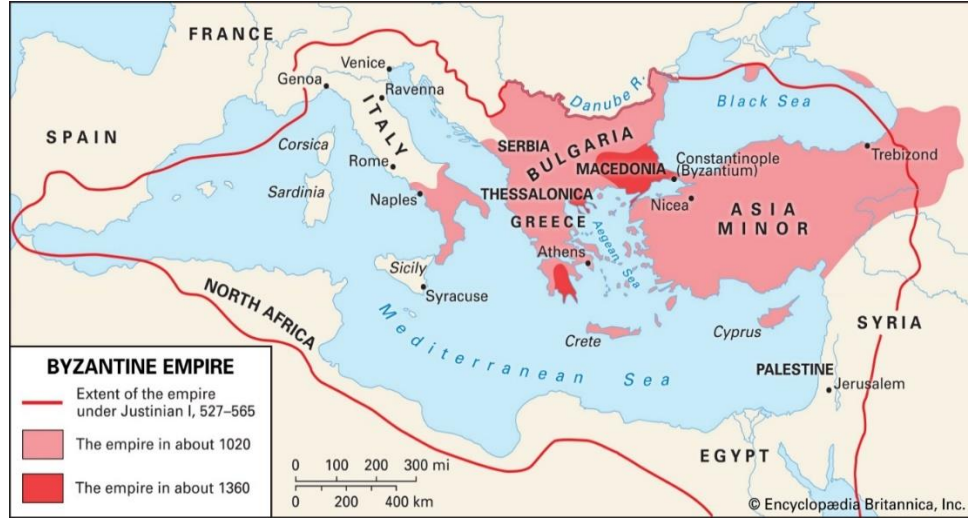 FRANCE
Venice
Genoa
Ravenna
Danube R.
Black Sea
SPAIN
ITALY
Corsica
SERBIA
BULGARIA
Rome
MACEDONIA
Constantinople
(Byzantium)
Trebizond
Sardinia
Naples
THESSALONICA
Nicea
GREECE
ASIA
MINOR
Aegean Sea
Athens
Sicily
Syracuse
NORTH AFRICA
Mediterranean Sea
Crete
Cyprus
SYRIA
PALESTINE
Jerusalem
EGYPT
BYZANTINE EMPIRE
Extent of the empire
under Justinian I, 527–565
The empire in about 1020
The empire in about 1360
0 100 200 300 mi
0 200 400 km
© Encyclopædia Britannica, Inc.